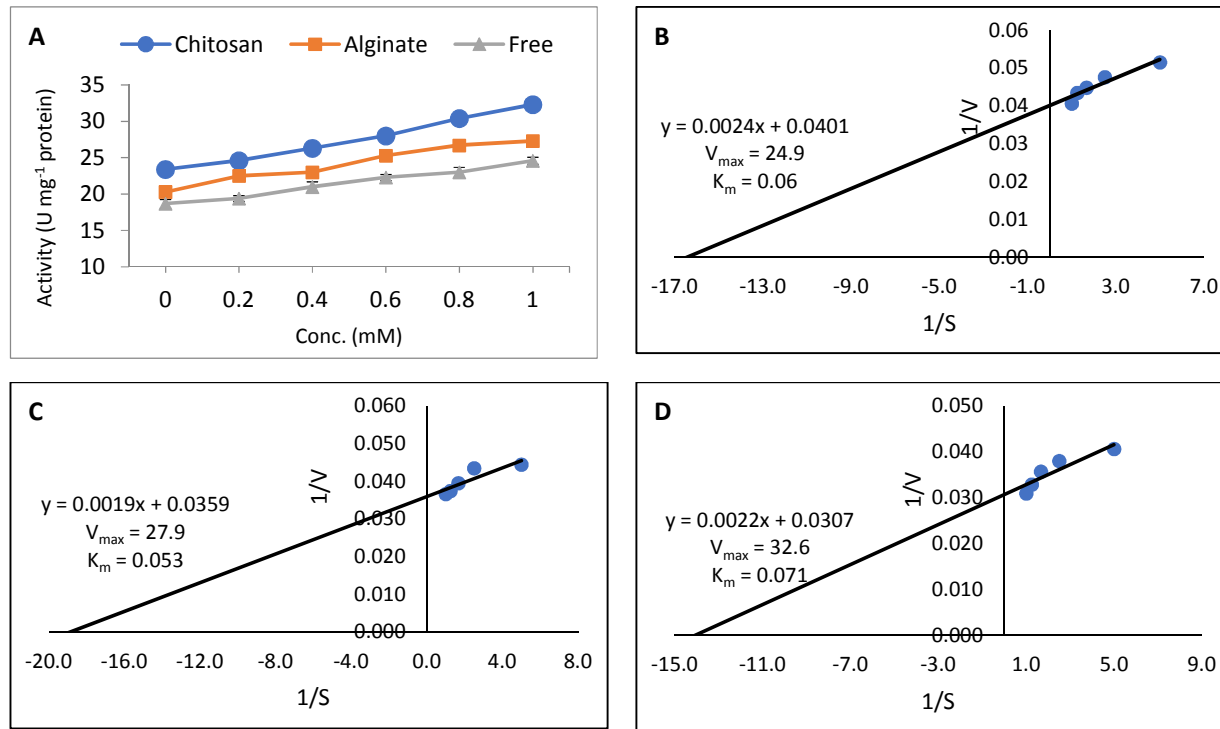 A
Chitosan Alginate Free
35
30
25
20
15
10
Activity (U mg⁻¹ protein)
0 0.2 0.4 0.6 0.8 1
Conc. (mM)
B
0.06
0.05
0.04
0.03
0.02
0.01
0.00
1/V
y = 0.0024x + 0.0401
Vmax = 24.9
Km = 0.06
-17.0 -13.0 -9.0 -5.0 -1.0 3.0 7.0
1/S
C
0.060
0.050
0.040
0.030
0.020
0.010
0.000
1/V
y = 0.0019x + 0.0359
Vmax = 27.9
Km = 0.053
-20.0 -16.0 -12.0 -8.0 -4.0 0.0 4.0 8.0
1/S
D
0.050
0.040
0.030
0.020
0.010
0.000
1/V
y = 0.0022x + 0.0307
Vmax = 32.6
Km = 0.071
-15.0 -11.0 -7.0 -3.0 1.0 5.0 9.0
1/S